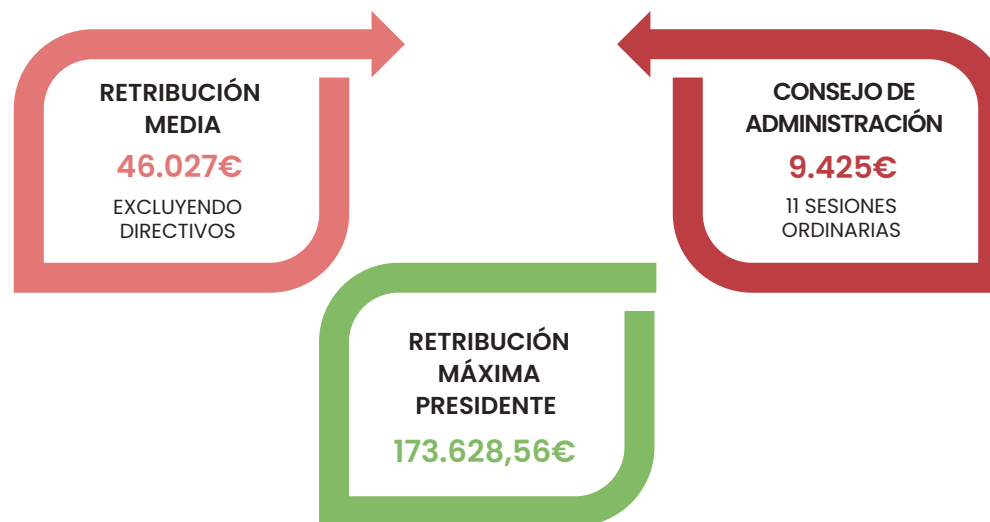 RETRIBUCIÓN
MEDIA
46.027€
EXCLUYENDO
DIRECTIVOS
CONSEJO DE
ADMINISTRACIÓN
9.425€
11 SESIONES
ORDINARIAS
RETRIBUCIÓN
MÁXIMA
PRESIDENTE
173.628,56€